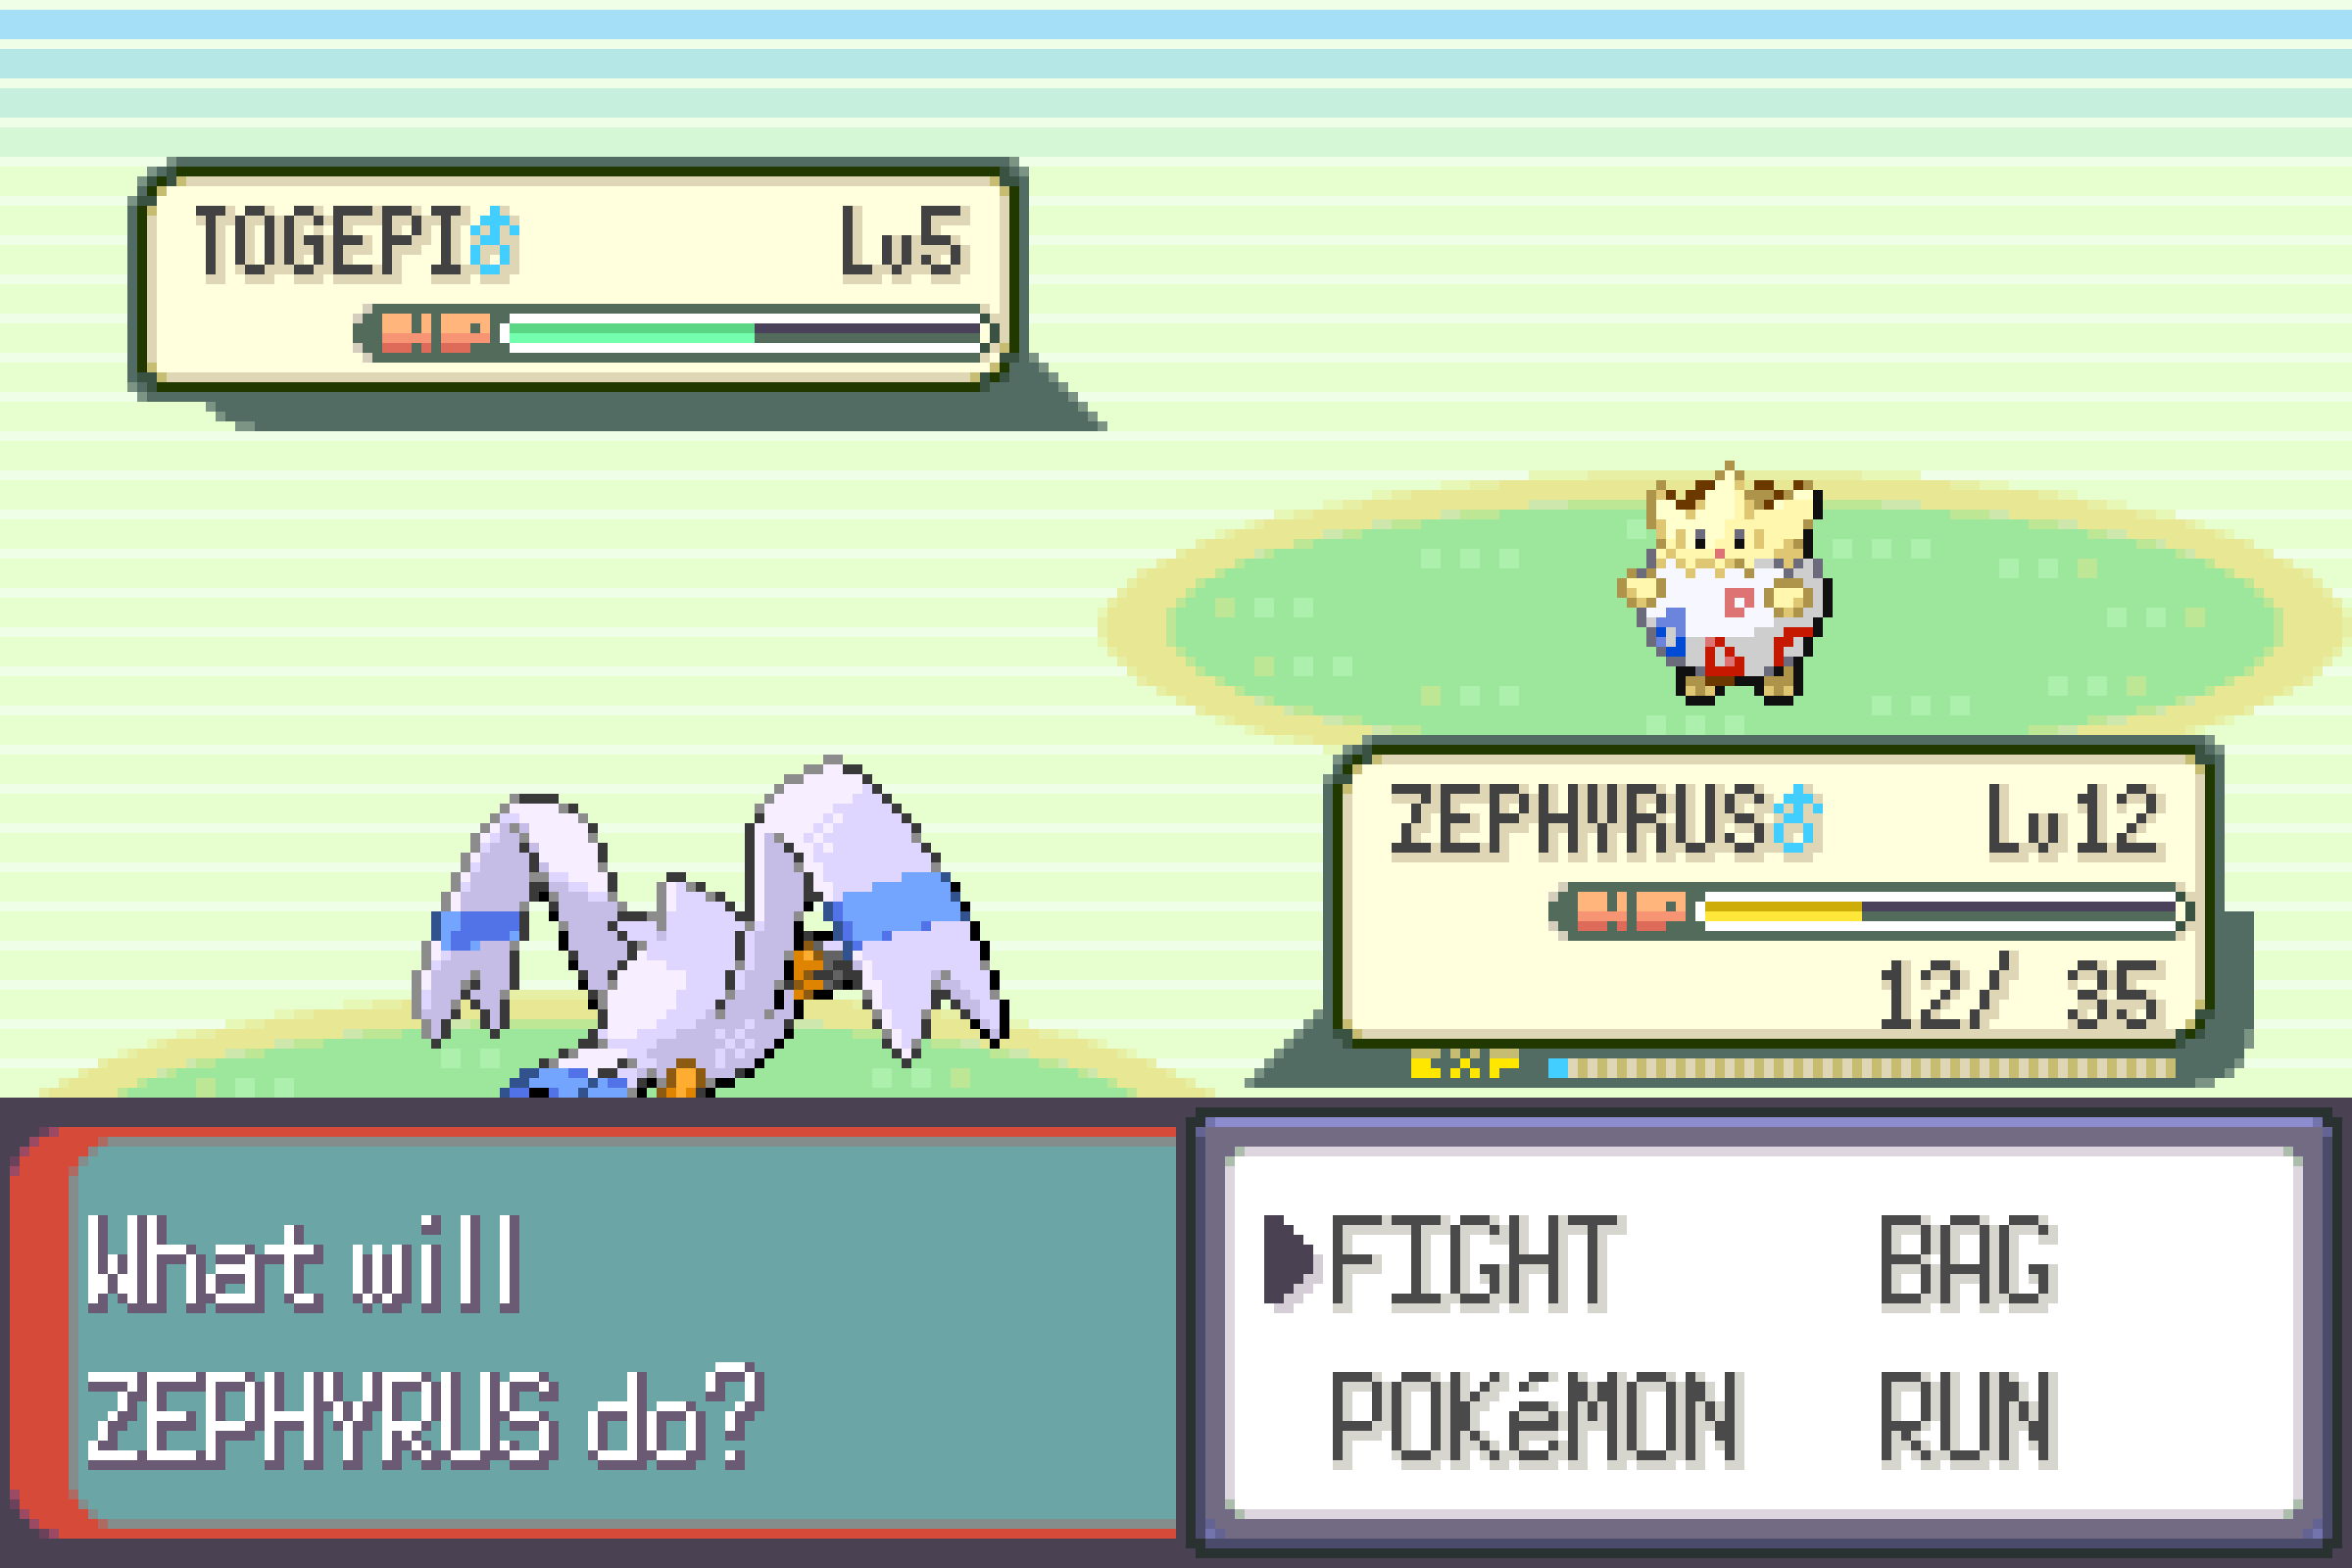 TOGEPI♂ Lv5
HP
ZEPHYRUS♂ Lv12
HP
12/ 35
EXP
What will
ZEPHYRUS do?
FIGHT BAG
POKéMON RUN